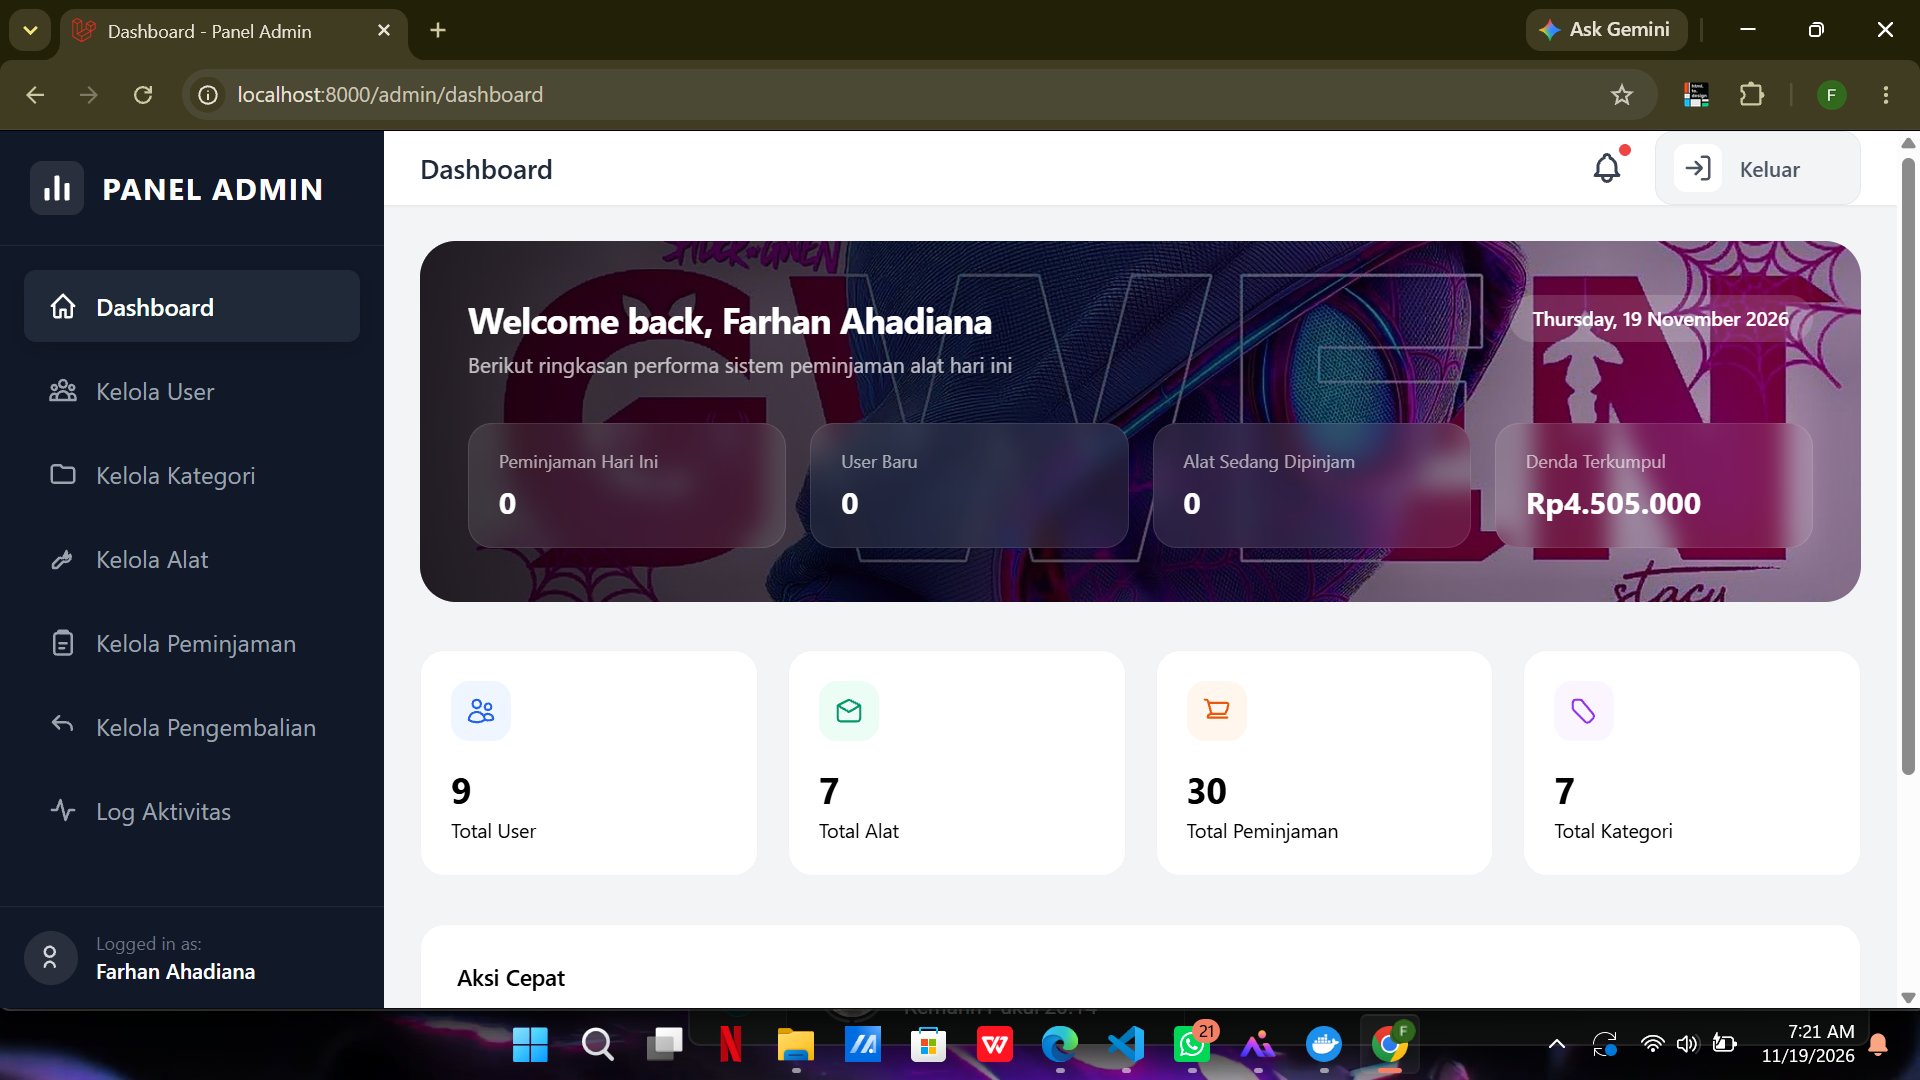 Dashboard - Panel Admin
Ask Gemini
localhost:8000/admin/dashboard
F
PANEL ADMIN
Dashboard
Kelola User
Kelola Kategori
Kelola Alat
Kelola Peminjaman
Kelola Pengembalian
Log Aktivitas
Logged in as:
Farhan Ahadiana
Dashboard
Keluar
SPIDER-GWEN
GWEN
stacy
Welcome back, Farhan Ahadiana
Thursday, 19 November 2026
Berikut ringkasan performa sistem peminjaman alat hari ini
Peminjaman Hari Ini
0
User Baru
0
Alat Sedang Dipinjam
0
Denda Terkumpul
Rp4.505.000
9
Total User
7
Total Alat
30
Total Peminjaman
7
Total Kategori
Aksi Cepat
21
F
7:21 AM
11/19/2026